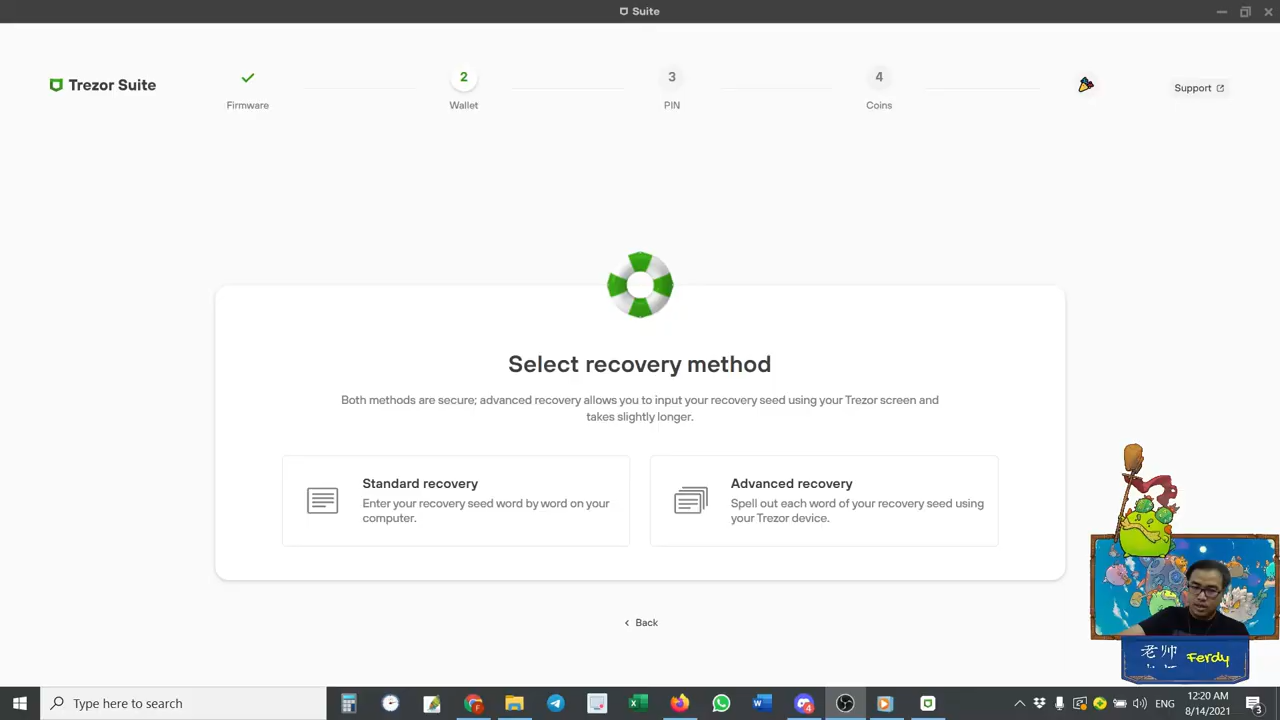 Suite
Trezor Suite
Firmware
2
Wallet
3
PIN
4
Coins
Support
Select recovery method
Both methods are secure; advanced recovery allows you to input your recovery seed using your Trezor screen and
takes slightly longer.
Standard recovery
Enter your recovery seed word by word on your
computer.
Advanced recovery
Spell out each word of your recovery seed using
your Trezor device.
Back
老师
Ferdy
Type here to search
ENG
12:20 AM
8/14/2021
3